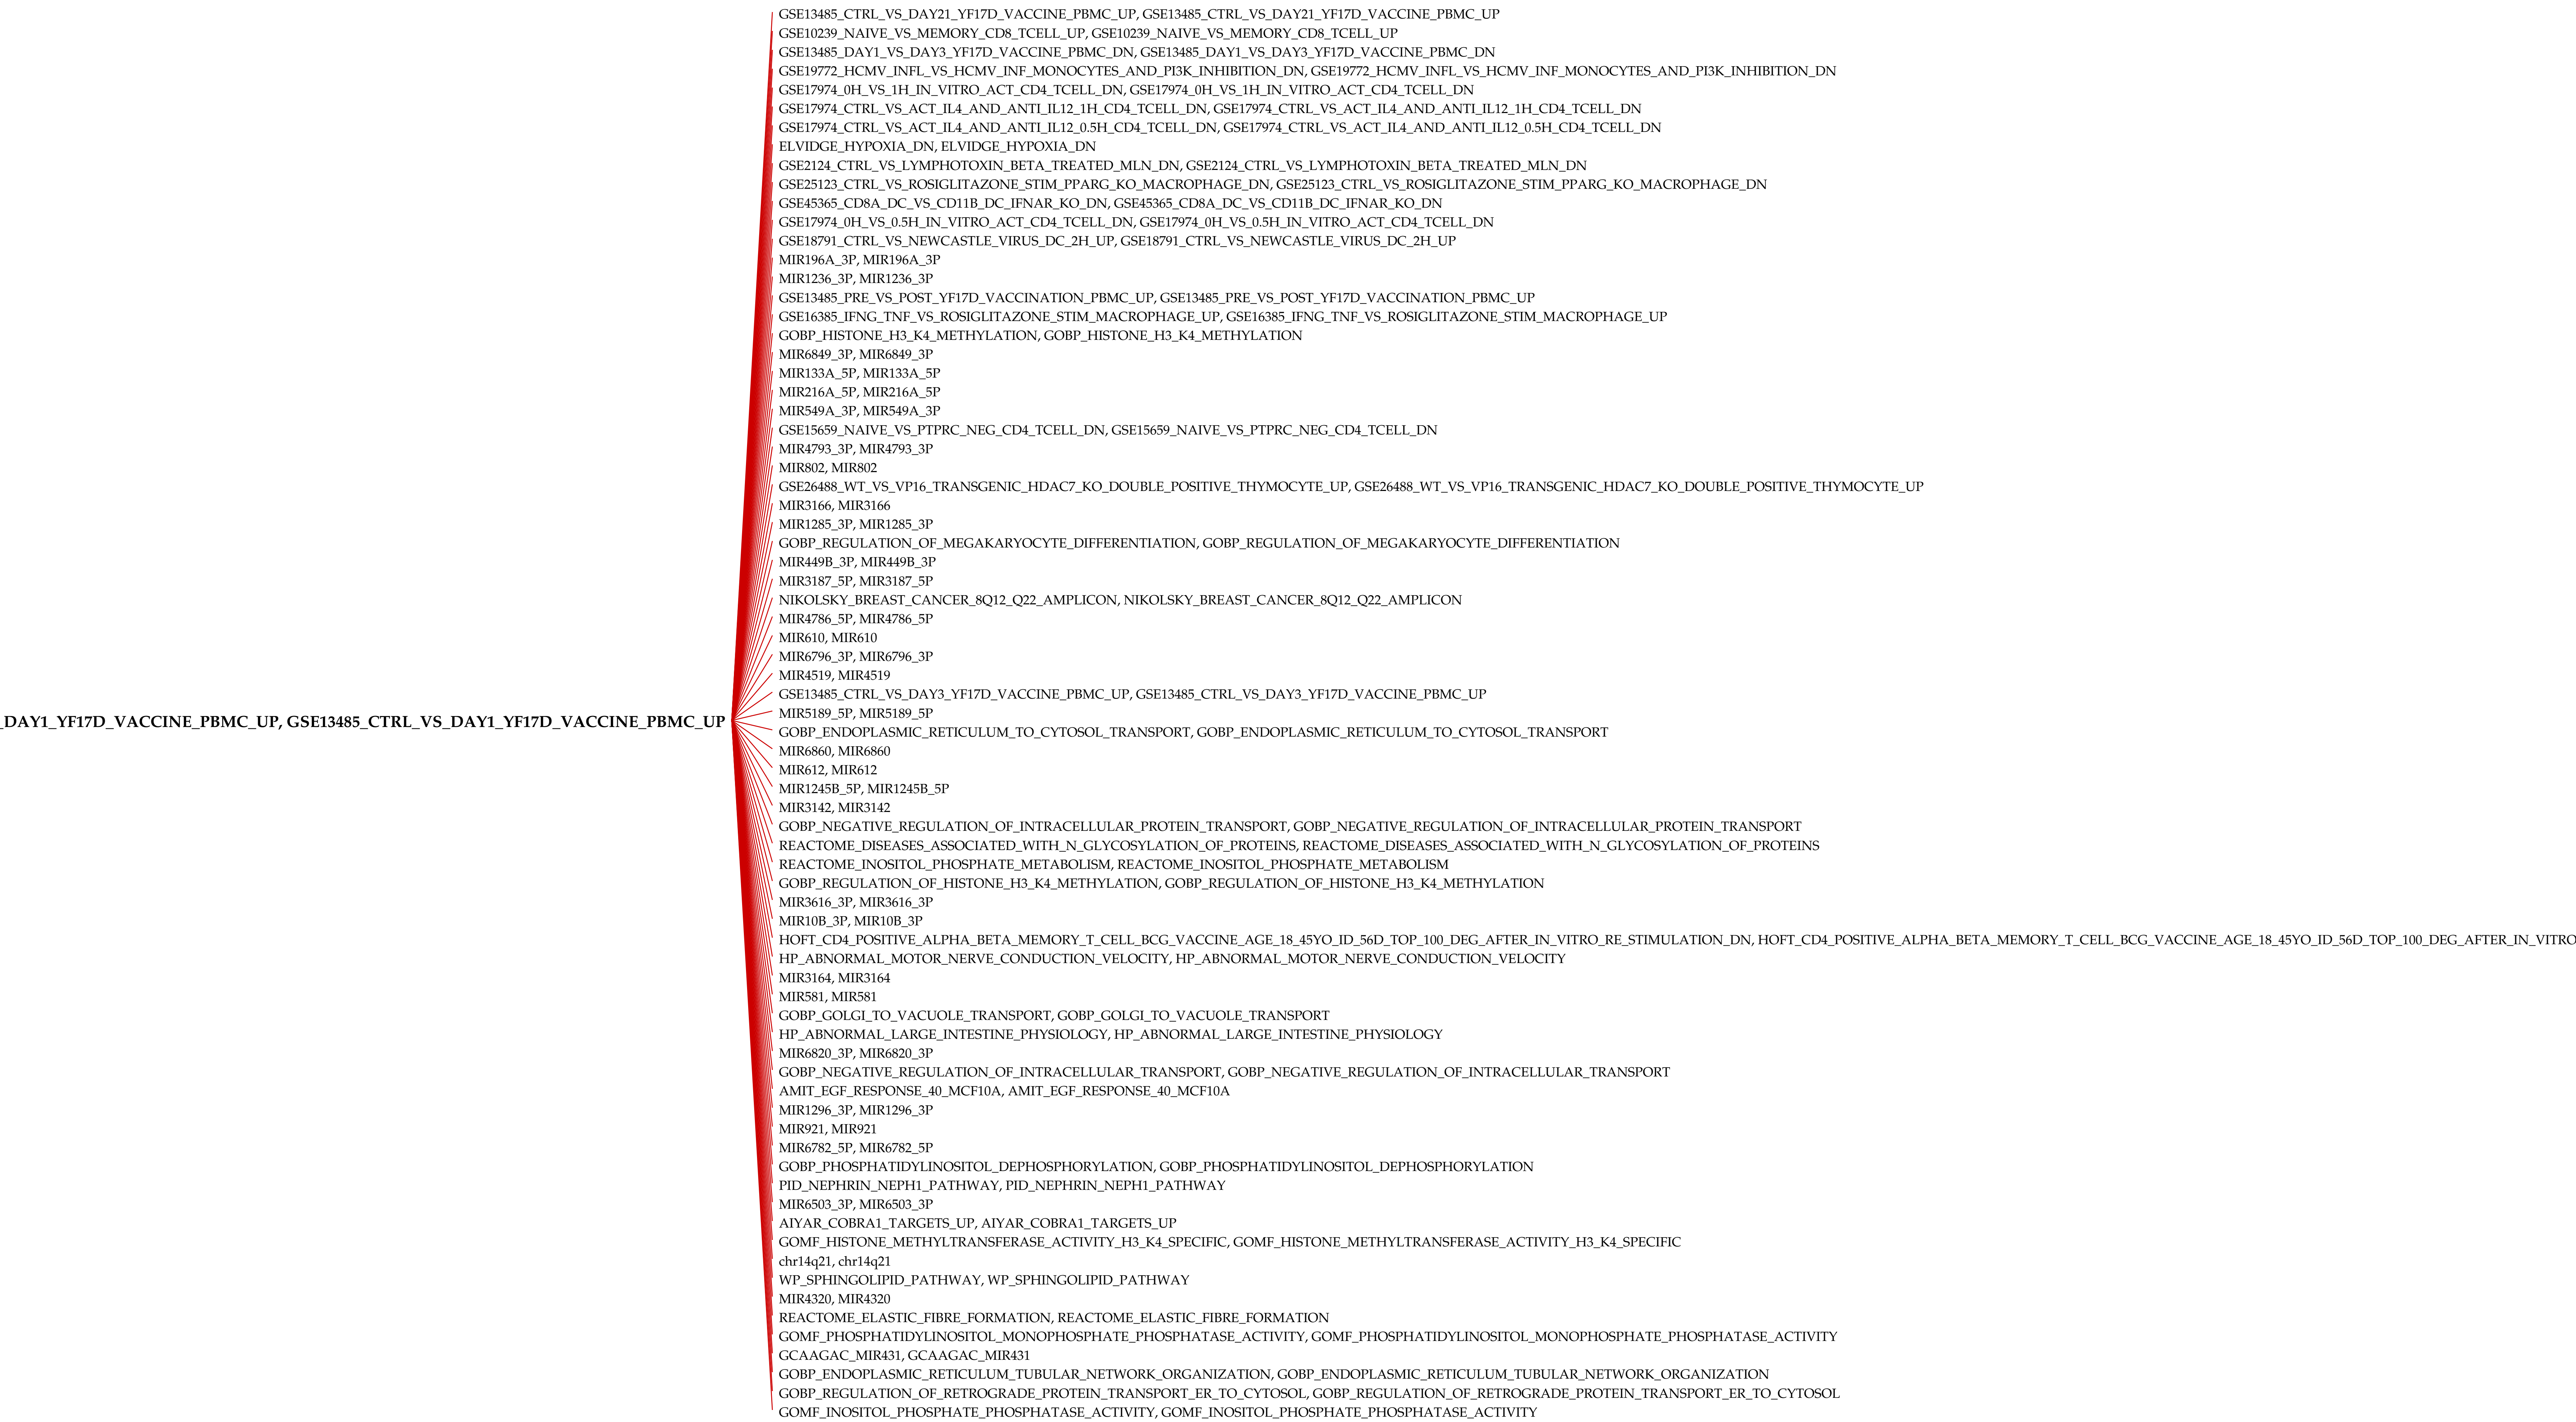 GSE13485_CTRL_VS_DAY21_YF17D_VACCINE_PBMC_UP, GSE13485_CTRL_VS_DAY21_YF17D_VACCINE_PBMC_UP
GSE10239_NAIVE_VS_MEMORY_CD8_TCELL_UP, GSE10239_NAIVE_VS_MEMORY_CD8_TCELL_UP
GSE13485_DAY1_VS_DAY3_YF17D_VACCINE_PBMC_DN, GSE13485_DAY1_VS_DAY3_YF17D_VACCINE_PBMC_DN
GSE19772_HCMV_INFL_VS_HCMV_INF_MONOCYTES_AND_PI3K_INHIBITION_DN, GSE19772_HCMV_INFL_VS_HCMV_INF_MONOCYTES_AND_PI3K_INHIBITION_DN
GSE17974_0H_VS_1H_IN_VITRO_ACT_CD4_TCELL_DN, GSE17974_0H_VS_1H_IN_VITRO_ACT_CD4_TCELL_DN
GSE17974_CTRL_VS_ACT_IL4_AND_ANTI_IL12_1H_CD4_TCELL_DN, GSE17974_CTRL_VS_ACT_IL4_AND_ANTI_IL12_1H_CD4_TCELL_DN
GSE17974_CTRL_VS_ACT_IL4_AND_ANTI_IL12_0.5H_CD4_TCELL_DN, GSE17974_CTRL_VS_ACT_IL4_AND_ANTI_IL12_0.5H_CD4_TCELL_DN
ELVIDGE_HYPOXIA_DN, ELVIDGE_HYPOXIA_DN
GSE2124_CTRL_VS_LYMPHOTOXIN_BETA_TREATED_MLN_DN, GSE2124_CTRL_VS_LYMPHOTOXIN_BETA_TREATED_MLN_DN
GSE25123_CTRL_VS_ROSIGLITAZONE_STIM_PPARG_KO_MACROPHAGE_DN, GSE25123_CTRL_VS_ROSIGLITAZONE_STIM_PPARG_KO_MACROPHAGE_DN
GSE45365_CD8A_DC_VS_CD11B_DC_IFNAR_KO_DN, GSE45365_CD8A_DC_VS_CD11B_DC_IFNAR_KO_DN
GSE17974_0H_VS_0.5H_IN_VITRO_ACT_CD4_TCELL_DN, GSE17974_0H_VS_0.5H_IN_VITRO_ACT_CD4_TCELL_DN
GSE18791_CTRL_VS_NEWCASTLE_VIRUS_DC_2H_UP, GSE18791_CTRL_VS_NEWCASTLE_VIRUS_DC_2H_UP
MIR196A_3P, MIR196A_3P
MIR1236_3P, MIR1236_3P
GSE13485_PRE_VS_POST_YF17D_VACCINATION_PBMC_UP, GSE13485_PRE_VS_POST_YF17D_VACCINATION_PBMC_UP
GSE16385_IFNG_TNF_VS_ROSIGLITAZONE_STIM_MACROPHAGE_UP, GSE16385_IFNG_TNF_VS_ROSIGLITAZONE_STIM_MACROPHAGE_UP
GOBP_HISTONE_H3_K4_METHYLATION, GOBP_HISTONE_H3_K4_METHYLATION
MIR6849_3P, MIR6849_3P
MIR133A_5P, MIR133A_5P
MIR216A_5P, MIR216A_5P
MIR549A_3P, MIR549A_3P
GSE15659_NAIVE_VS_PTPRC_NEG_CD4_TCELL_DN, GSE15659_NAIVE_VS_PTPRC_NEG_CD4_TCELL_DN
MIR4793_3P, MIR4793_3P
MIR802, MIR802
GSE26488_WT_VS_VP16_TRANSGENIC_HDAC7_KO_DOUBLE_POSITIVE_THYMOCYTE_UP, GSE26488_WT_VS_VP16_TRANSGENIC_HDAC7_KO_DOUBLE_POSITIVE_THYMOCYTE_UP
MIR3166, MIR3166
MIR1285_3P, MIR1285_3P
GOBP_REGULATION_OF_MEGAKARYOCYTE_DIFFERENTIATION, GOBP_REGULATION_OF_MEGAKARYOCYTE_DIFFERENTIATION
MIR449B_3P, MIR449B_3P
MIR3187_5P, MIR3187_5P
NIKOLSKY_BREAST_CANCER_8Q12_Q22_AMPLICON, NIKOLSKY_BREAST_CANCER_8Q12_Q22_AMPLICON
MIR4786_5P, MIR4786_5P
MIR610, MIR610
MIR6796_3P, MIR6796_3P
MIR4519, MIR4519
GSE13485_CTRL_VS_DAY3_YF17D_VACCINE_PBMC_UP, GSE13485_CTRL_VS_DAY3_YF17D_VACCINE_PBMC_UP
MIR5189_5P, MIR5189_5P
_DAY1_YF17D_VACCINE_PBMC_UP, GSE13485_CTRL_VS_DAY1_YF17D_VACCINE_PBMC_UP
GOBP_ENDOPLASMIC_RETICULUM_TO_CYTOSOL_TRANSPORT, GOBP_ENDOPLASMIC_RETICULUM_TO_CYTOSOL_TRANSPORT
MIR6860, MIR6860
MIR612, MIR612
MIR1245B_5P, MIR1245B_5P
MIR3142, MIR3142
GOBP_NEGATIVE_REGULATION_OF_INTRACELLULAR_PROTEIN_TRANSPORT, GOBP_NEGATIVE_REGULATION_OF_INTRACELLULAR_PROTEIN_TRANSPORT
REACTOME_DISEASES_ASSOCIATED_WITH_N_GLYCOSYLATION_OF_PROTEINS, REACTOME_DISEASES_ASSOCIATED_WITH_N_GLYCOSYLATION_OF_PROTEINS
REACTOME_INOSITOL_PHOSPHATE_METABOLISM, REACTOME_INOSITOL_PHOSPHATE_METABOLISM
GOBP_REGULATION_OF_HISTONE_H3_K4_METHYLATION, GOBP_REGULATION_OF_HISTONE_H3_K4_METHYLATION
MIR3616_3P, MIR3616_3P
MIR10B_3P, MIR10B_3P
HOFT_CD4_POSITIVE_ALPHA_BETA_MEMORY_T_CELL_BCG_VACCINE_AGE_18_45YO_ID_56D_TOP_100_DEG_AFTER_IN_VITRO_RE_STIMULATION_DN, HOFT_CD4_POSITIVE_ALPHA_BETA_MEMORY_T_CELL_BCG_VACCINE_AGE_18_45YO_ID_56D_TOP_100_DEG_AFTER_IN_VITRO
HP_ABNORMAL_MOTOR_NERVE_CONDUCTION_VELOCITY, HP_ABNORMAL_MOTOR_NERVE_CONDUCTION_VELOCITY
MIR3164, MIR3164
MIR581, MIR581
GOBP_GOLGI_TO_VACUOLE_TRANSPORT, GOBP_GOLGI_TO_VACUOLE_TRANSPORT
HP_ABNORMAL_LARGE_INTESTINE_PHYSIOLOGY, HP_ABNORMAL_LARGE_INTESTINE_PHYSIOLOGY
MIR6820_3P, MIR6820_3P
GOBP_NEGATIVE_REGULATION_OF_INTRACELLULAR_TRANSPORT, GOBP_NEGATIVE_REGULATION_OF_INTRACELLULAR_TRANSPORT
AMIT_EGF_RESPONSE_40_MCF10A, AMIT_EGF_RESPONSE_40_MCF10A
MIR1296_3P, MIR1296_3P
MIR921, MIR921
MIR6782_5P, MIR6782_5P
GOBP_PHOSPHATIDYLINOSITOL_DEPHOSPHORYLATION, GOBP_PHOSPHATIDYLINOSITOL_DEPHOSPHORYLATION
PID_NEPHRIN_NEPH1_PATHWAY, PID_NEPHRIN_NEPH1_PATHWAY
MIR6503_3P, MIR6503_3P
AIYAR_COBRA1_TARGETS_UP, AIYAR_COBRA1_TARGETS_UP
GOMF_HISTONE_METHYLTRANSFERASE_ACTIVITY_H3_K4_SPECIFIC, GOMF_HISTONE_METHYLTRANSFERASE_ACTIVITY_H3_K4_SPECIFIC
chr14q21, chr14q21
WP_SPHINGOLIPID_PATHWAY, WP_SPHINGOLIPID_PATHWAY
MIR4320, MIR4320
REACTOME_ELASTIC_FIBRE_FORMATION, REACTOME_ELASTIC_FIBRE_FORMATION
GOMF_PHOSPHATIDYLINOSITOL_MONOPHOSPHATE_PHOSPHATASE_ACTIVITY, GOMF_PHOSPHATIDYLINOSITOL_MONOPHOSPHATE_PHOSPHATASE_ACTIVITY
GCAAGAC_MIR431, GCAAGAC_MIR431
GOBP_ENDOPLASMIC_RETICULUM_TUBULAR_NETWORK_ORGANIZATION, GOBP_ENDOPLASMIC_RETICULUM_TUBULAR_NETWORK_ORGANIZATION
GOBP_REGULATION_OF_RETROGRADE_PROTEIN_TRANSPORT_ER_TO_CYTOSOL, GOBP_REGULATION_OF_RETROGRADE_PROTEIN_TRANSPORT_ER_TO_CYTOSOL
GOMF_INOSITOL_PHOSPHATE_PHOSPHATASE_ACTIVITY, GOMF_INOSITOL_PHOSPHATE_PHOSPHATASE_ACTIVITY